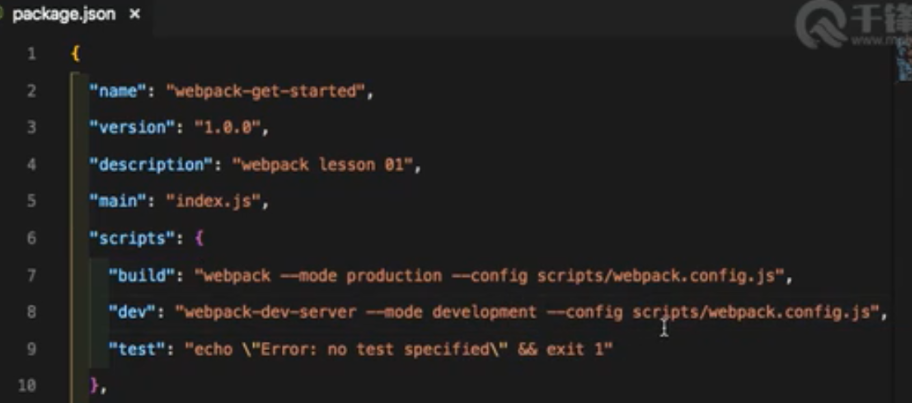 package.json ×
千锋
1 {
2 "name": "webpack-get-started",
3 "version": "1.0.0",
4 "description": "webpack lesson 01",
5 "main": "index.js",
6 "scripts": {
7 "build": "webpack --mode production --config scripts/webpack.config.js",
8 "dev": "webpack-dev-server --mode development --config scripts/webpack.config.js",
9 "test": "echo \"Error: no test specified\" && exit 1"
10 },